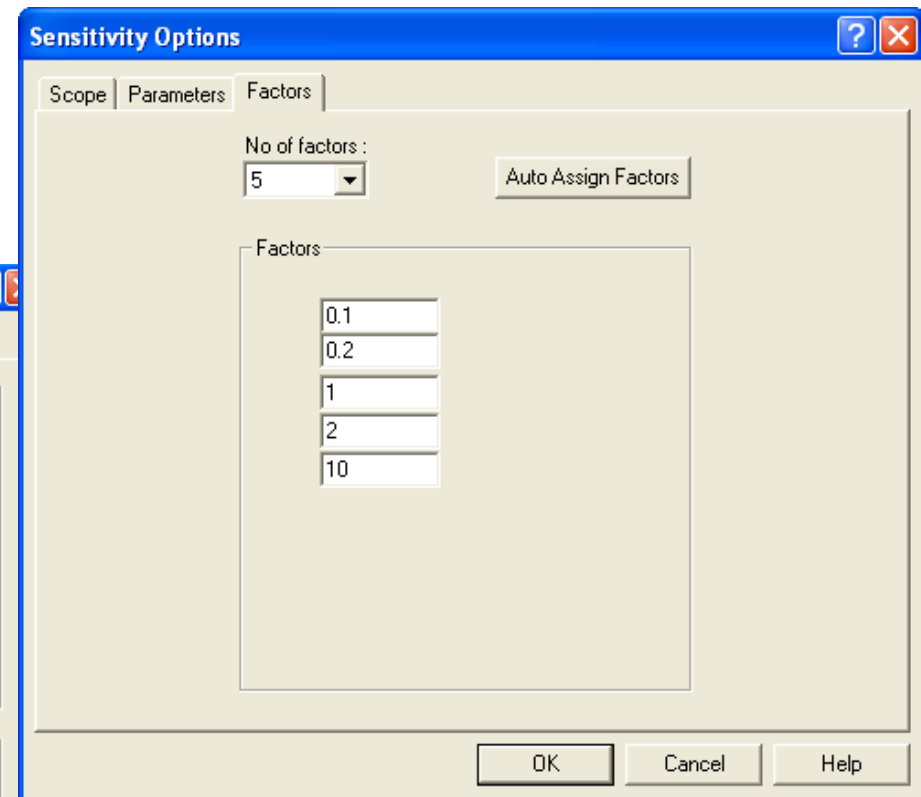 Sensitivity Options
Scope Parameters Factors
No of factors :
5 Auto Assign Factors
Factors
0.1
0.2
1
2
10
OK Cancel Help